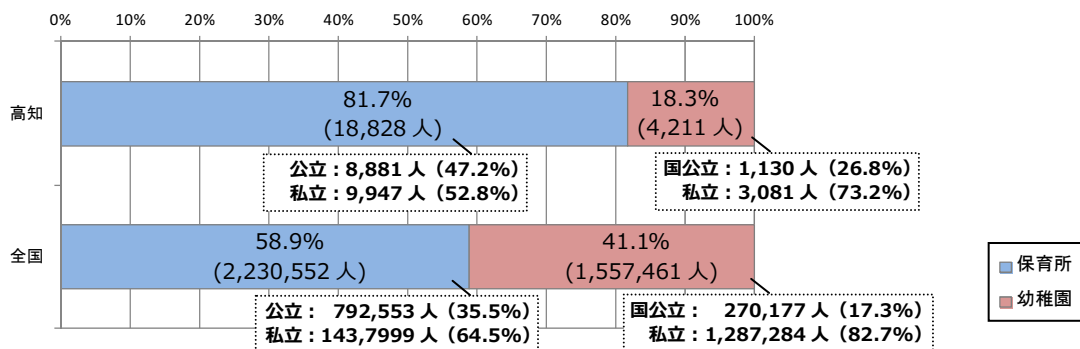 0% 10% 20% 30% 40% 50% 60% 70% 80% 90% 100%
高知
81.7%
(18,828 人)
18.3%
(4,211 人)
公立：8,881 人（47.2%）
私立：9,947 人（52.8%）
国公立：1,130 人（26.8%）
私立：3,081 人（73.2%）
全国
58.9%
(2,230,552 人)
41.1%
(1,557,461 人)
公立： 792,553 人（35.5%）
私立：143,7999 人（64.5%）
国公立： 270,177 人（17.3%）
私立：1,287,284 人（82.7%）
保育所
幼稚園